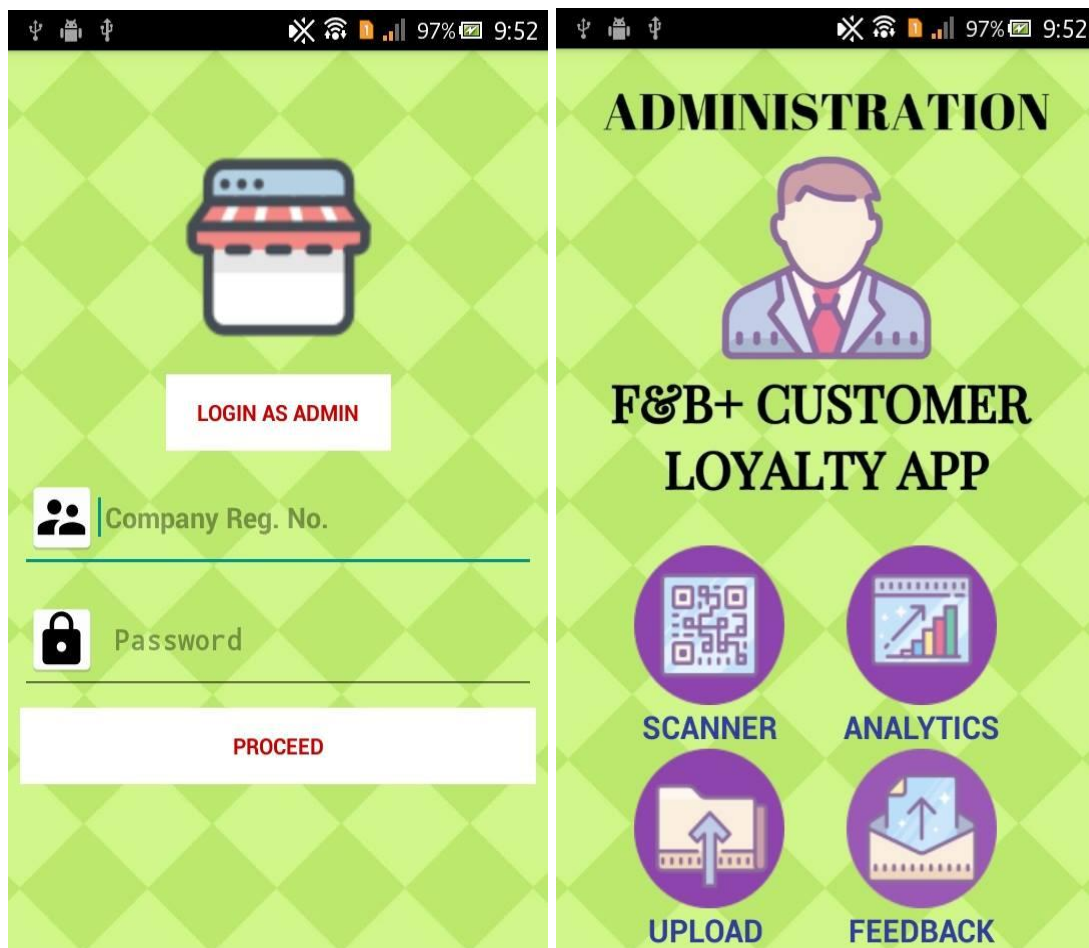 97% 9:52
LOGIN AS ADMIN
Company Reg. No.
Password
PROCEED
1 97% 9:52
ADMINISTRATION
F&B+ CUSTOMER
LOYALTY APP
SCANNER ANALYTICS
UPLOAD FEEDBACK